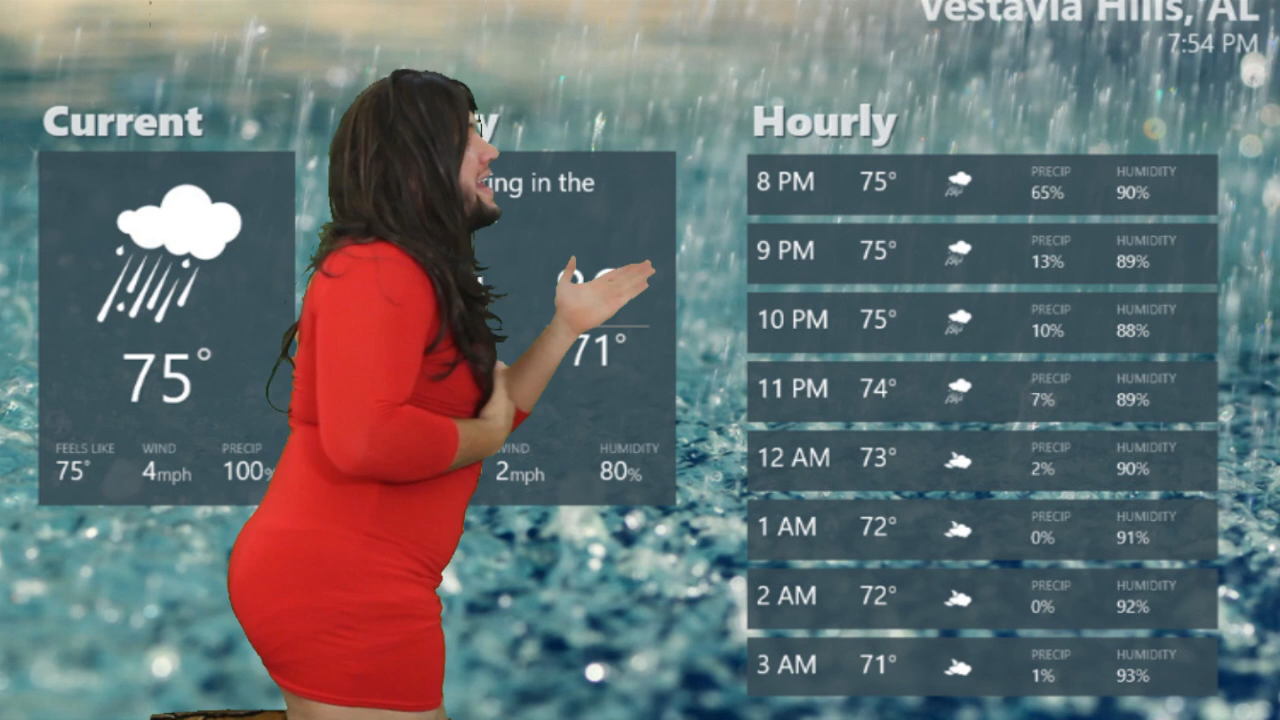 Vestavia Hills, AL
7:54 PM
Current
75°
FEELS LIKE WIND PRECIP
75° 4mph 100%
ing in the
71°
WIND HUMIDITY
2mph 80%
Hourly
8 PM 75° PRECIP 65% HUMIDITY 90%
9 PM 75° PRECIP 13% HUMIDITY 89%
10 PM 75° PRECIP 10% HUMIDITY 88%
11 PM 74° PRECIP 7% HUMIDITY 89%
12 AM 73° PRECIP 2% HUMIDITY 90%
1 AM 72° PRECIP 0% HUMIDITY 91%
2 AM 72° PRECIP 0% HUMIDITY 92%
3 AM 71° PRECIP 1% HUMIDITY 93%